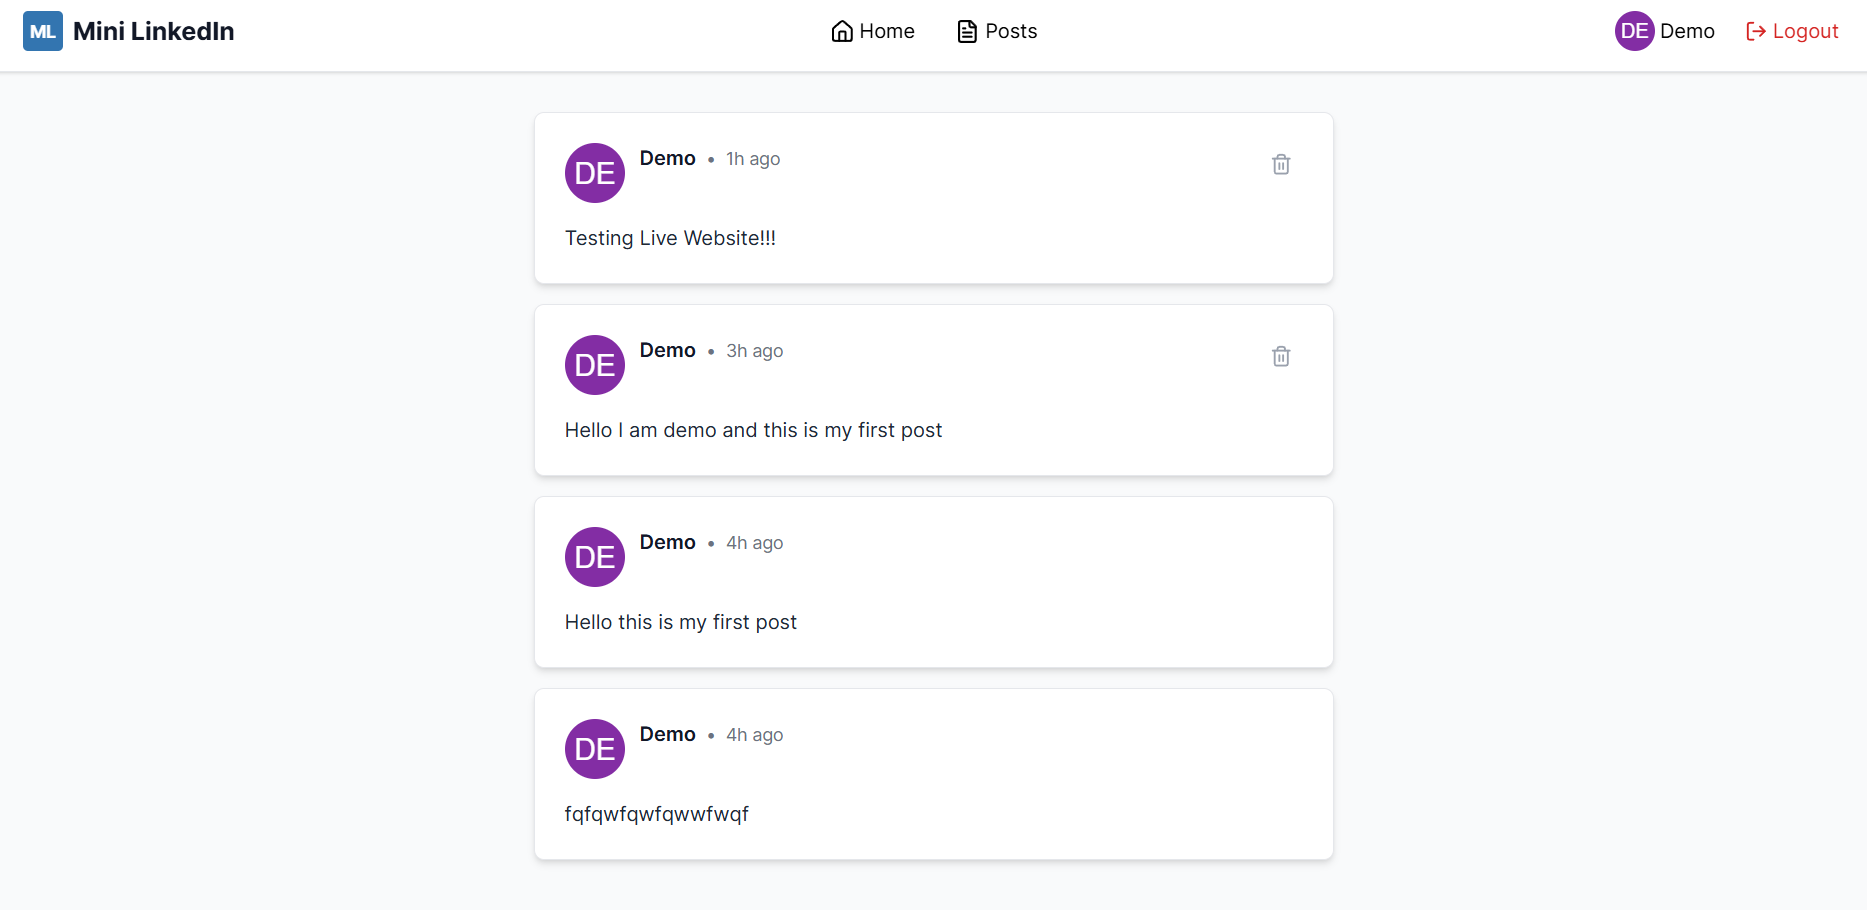 ML Mini LinkedIn Home Posts DE Demo Logout
DE Demo • 1h ago
Testing Live Website!!!
DE Demo • 3h ago
Hello I am demo and this is my first post
DE Demo • 4h ago
Hello this is my first post
DE Demo • 4h ago
fqfqwfqwfqwwfwqf